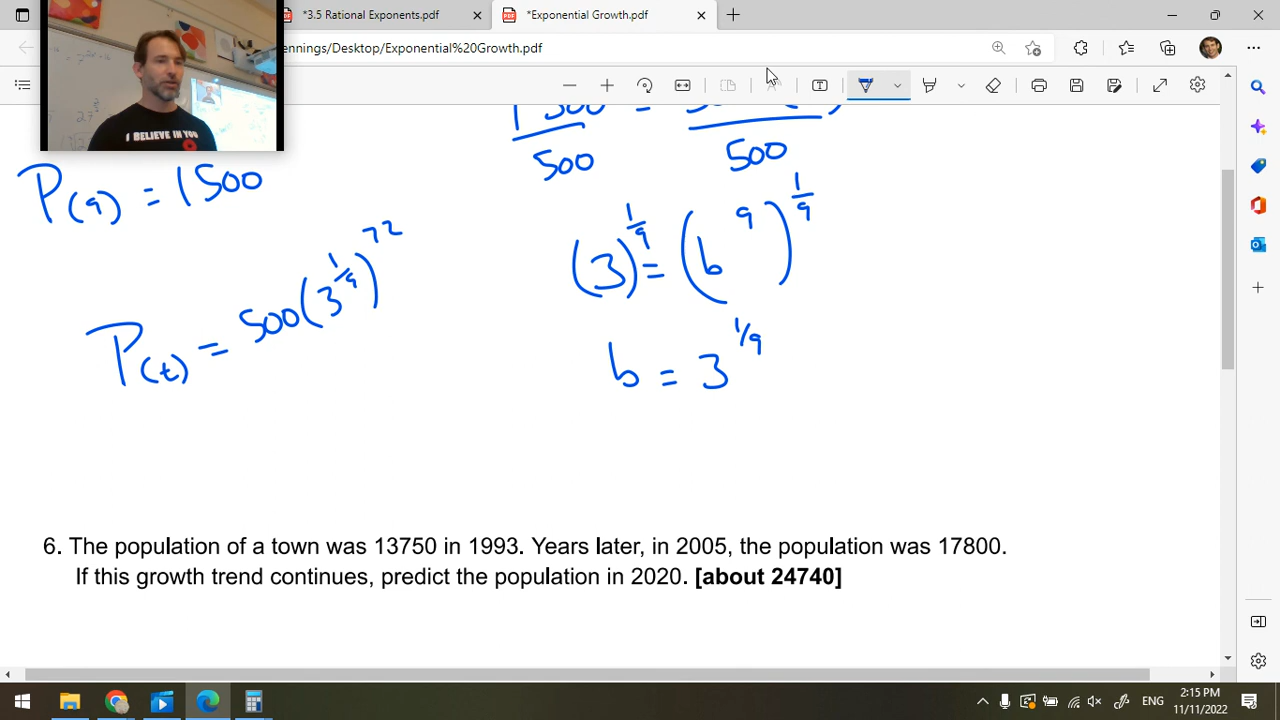 *3.5 Rational Exponents.pdf
*Exponential Growth.pdf
ennings/Desktop/Exponential%20Growth.pdf
I BELIEVE IN YOU
500 500
P(9) = 1500
(3)^1/9 = (b^9)^1/9
P(t) = 500(3^1/9)^72
b = 3^1/9
6. The population of a town was 13750 in 1993. Years later, in 2005, the population was 17800.
If this growth trend continues, predict the population in 2020. [about 24740]
ENG
2:15 PM
11/11/2022